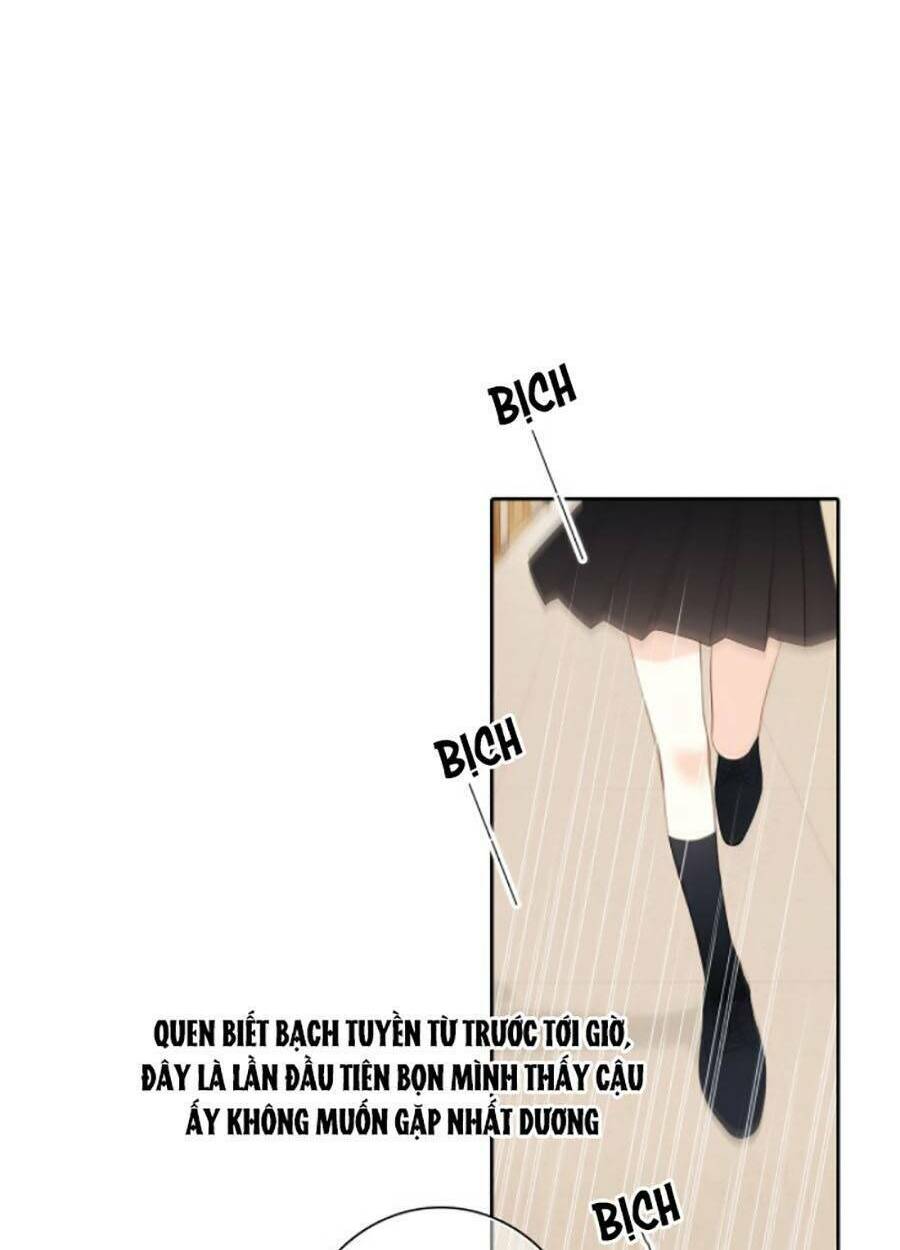 BỊCH
BỊCH
QUEN BIẾT BẠCH TUYỀN TỪ TRƯỚC TỚI GIỜ,
ĐÂY LÀ LẦN ĐẦU TIÊN BỌN MÌNH THẤY CẬU
ẤY KHÔNG MUỐN GẶP NHẤT DƯƠNG
BỊCH